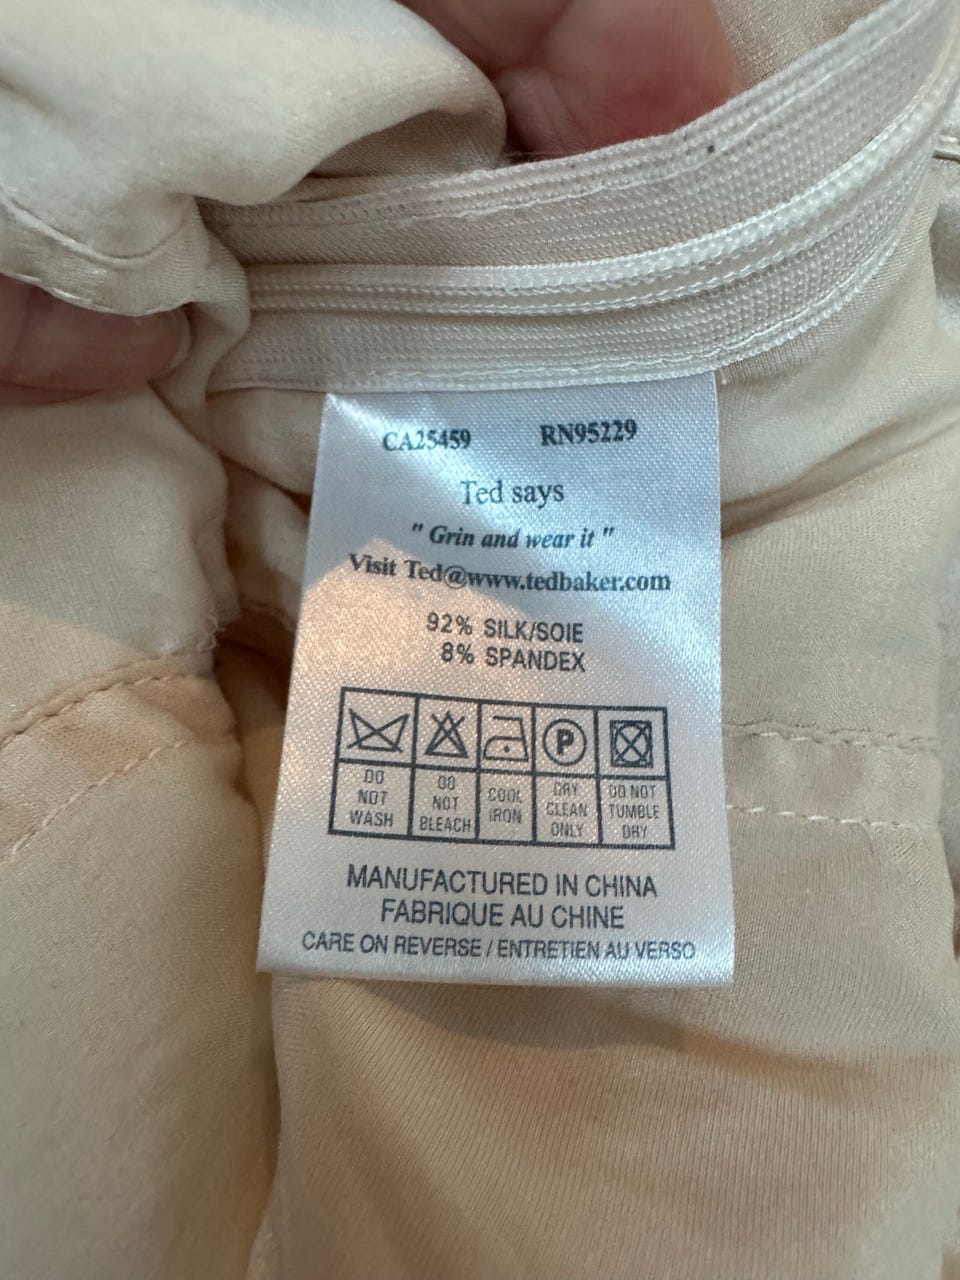 CA25459 RN95229
Ted says
" Grin and wear it "
Visit Ted@www.tedbaker.com
92% SILK/SOIE
8% SPANDEX
P
DO NOT WASH
DO NOT BLEACH
COOL IRON
DRY CLEAN ONLY
DO NOT TUMBLE DRY
MANUFACTURED IN CHINA
FABRIQUE AU CHINE
CARE ON REVERSE / ENTRETIEN AU VERSO